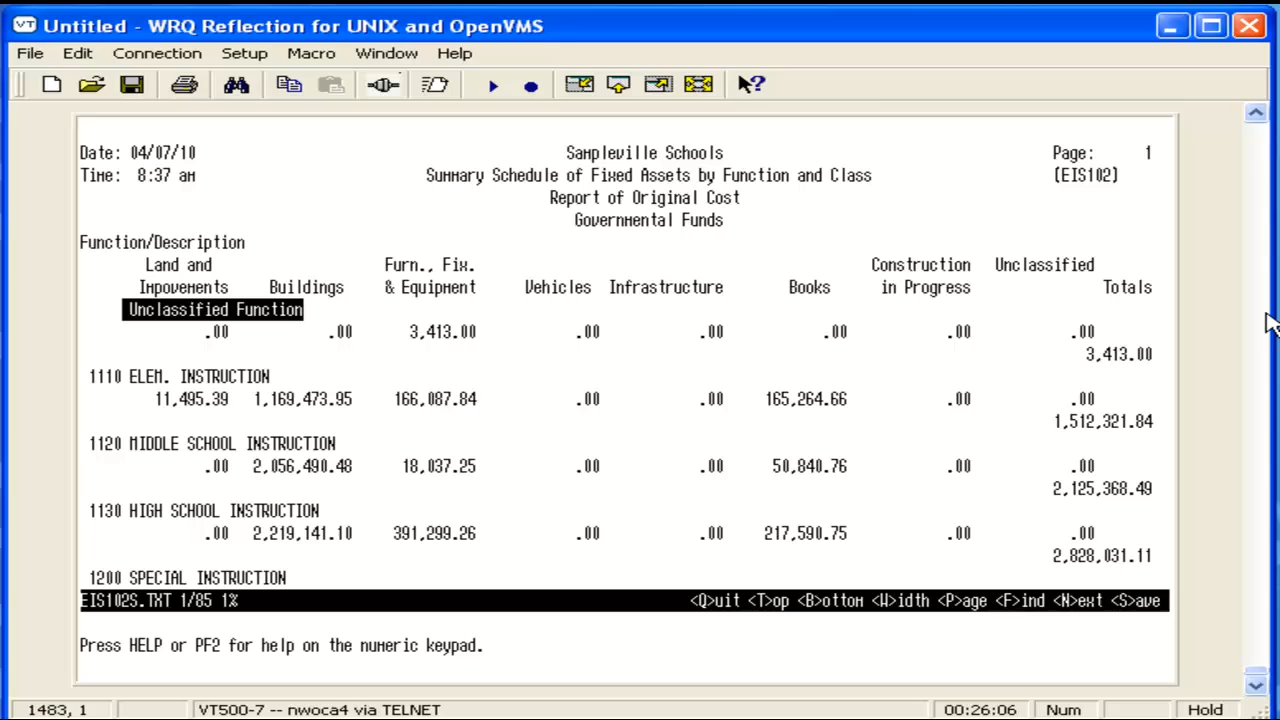 VT Untitled - WRQ Reflection for UNIX and OpenVMS
File Edit Connection Setup Macro Window Help
Date: 04/07/10 Sampleville Schools Page: 1
Time: 8:37 am Summary Schedule of Fixed Assets by Function and Class [EIS102]
Report of Original Cost
Governmental Funds
Function/Description
Land and Furn., Fix. Construction Unclassified
Impovements Buildings & Equipment Vehicles Infrastructure Books in Progress Totals
Unclassified Function
.00 .00 3,413.00 .00 .00 .00 .00 .00
3,413.00
1110 ELEM. INSTRUCTION
11,495.39 1,169,473.95 166,087.84 .00 .00 165,264.66 .00 .00
1,512,321.84
1120 MIDDLE SCHOOL INSTRUCTION
.00 2,056,490.48 18,037.25 .00 .00 50,840.76 .00 .00
2,125,368.49
1130 HIGH SCHOOL INSTRUCTION
.00 2,219,141.10 391,299.26 .00 .00 217,590.75 .00 .00
2,828,031.11
1200 SPECIAL INSTRUCTION
EIS102S.TXT 1/85 1% <Q>uit <T>op <B>ottom <W>idth <P>age <F>ind <N>ext <S>ave
Press HELP or PF2 for help on the numeric keypad.
1483, 1 VT500-7 -- nwoca4 via TELNET 00:26:06 Num Hold